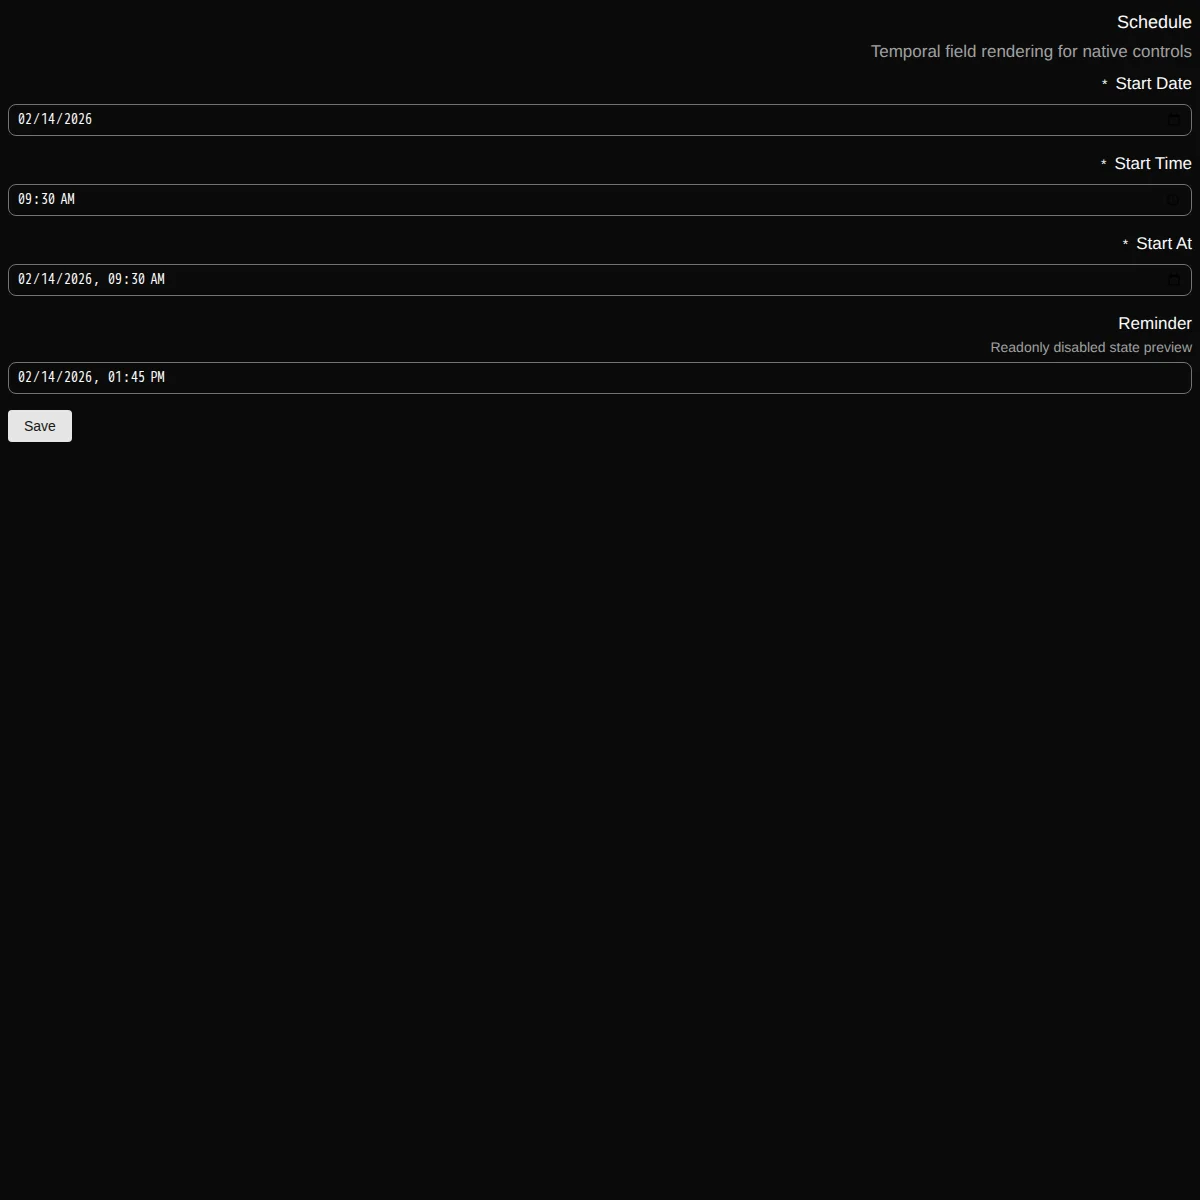 Schedule
Temporal field rendering for native controls
* Start Date
02/14/2026
* Start Time
09:30 AM
* Start At
02/14/2026, 09:30 AM
Reminder
Readonly disabled state preview
02/14/2026, 01:45 PM
Save